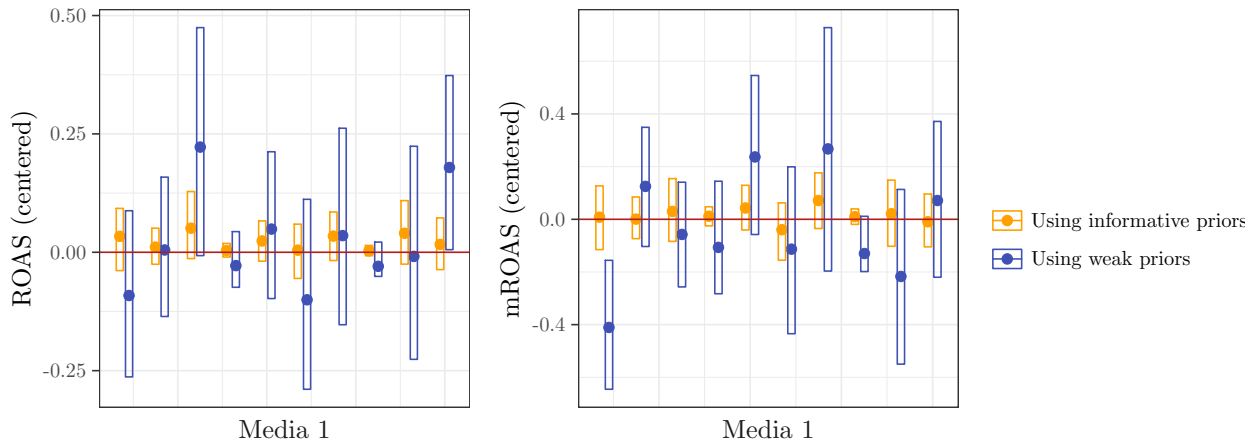 ROAS (centered)
0.50
0.25
0.00
-0.25
Media 1
mROAS (centered)
0.4
0.0
-0.4
Media 1
Using informative priors
Using weak priors